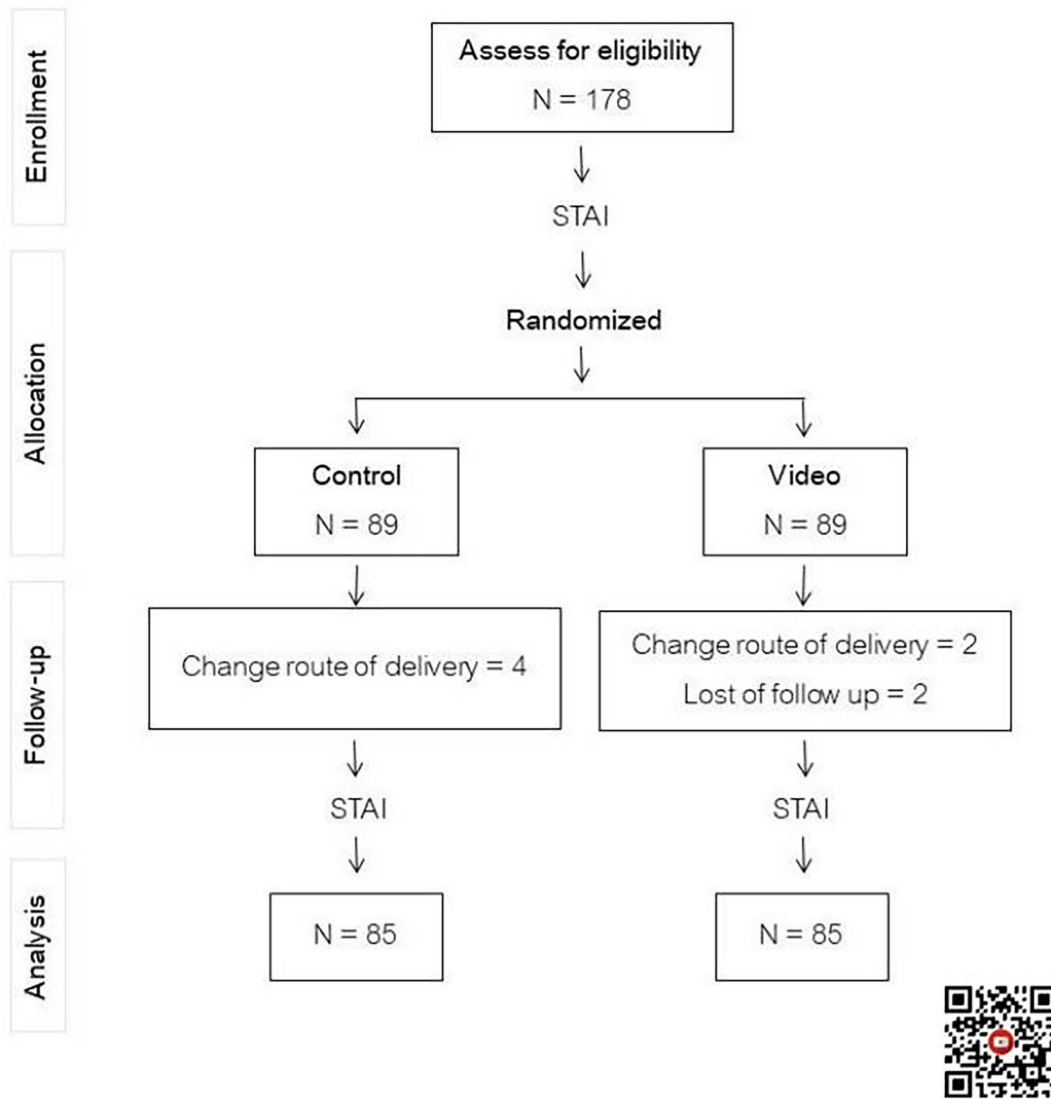 Enrollment
Assess for eligibility
N = 178
STAI
Allocation
Randomized
Control
N = 89
Video
N = 89
Follow-up
Change route of delivery = 4
Change route of delivery = 2
Lost of follow up = 2
STAI
STAI
Analysis
N = 85
N = 85